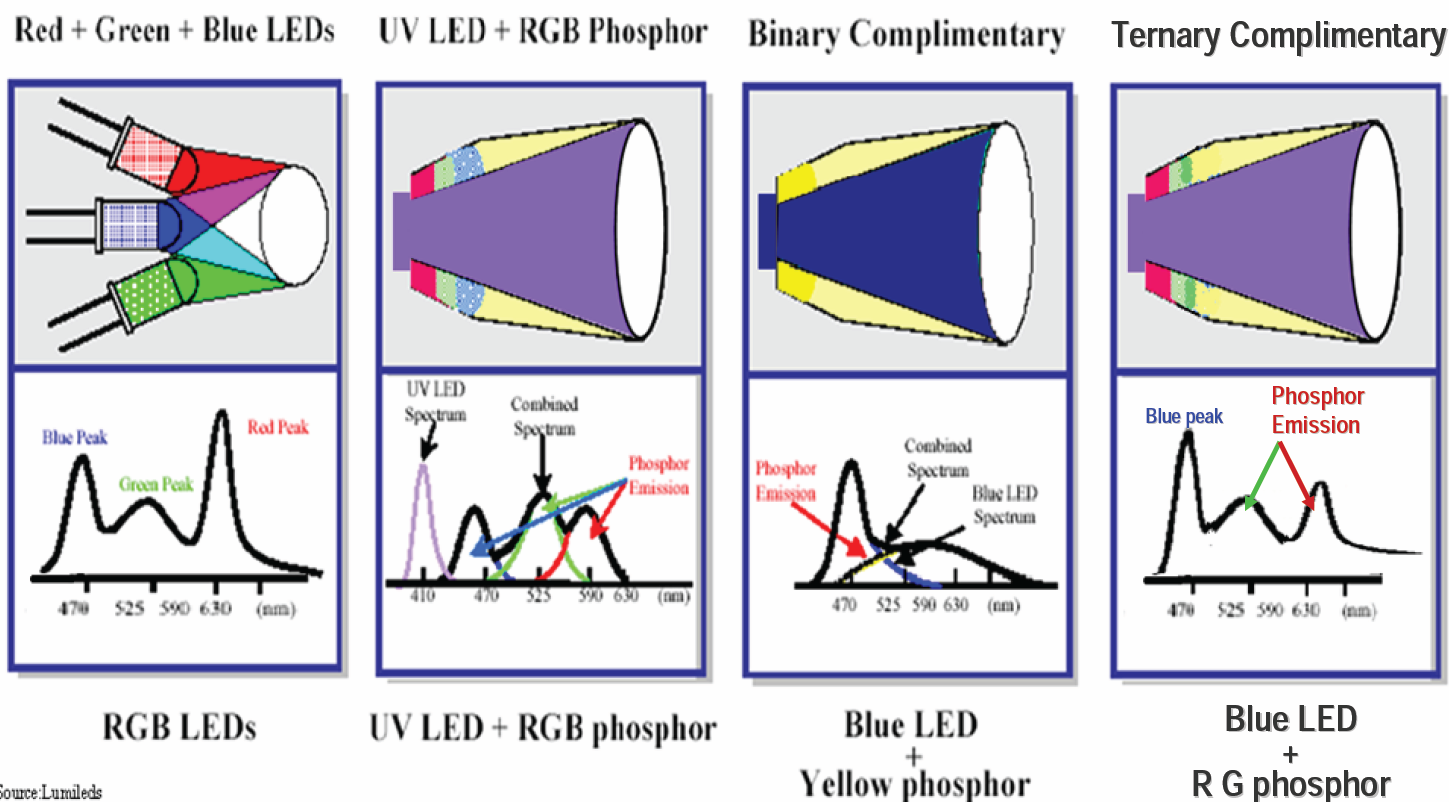 Red + Green + Blue LEDs
UV LED + RGB Phosphor
Binary Complimentary
Ternary Complimentary
Blue Peak
Green Peak
Red Peak
470 525 590 630 (nm)
UV LED
Spectrum
Combined
Spectrum
Phosphor
Emission
410 470 525 590 630 (nm)
Phosphor
Emission
Combined
Spectrum
Blue LED
Spectrum
470 525 590 630 (nm)
Blue peak
Phosphor
Emission
470 525 590 630 (nm)
RGB LEDs
UV LED + RGB phosphor
Blue LED
+
Yellow phosphor
Blue LED
+
R G phosphor
Source:Lumileds